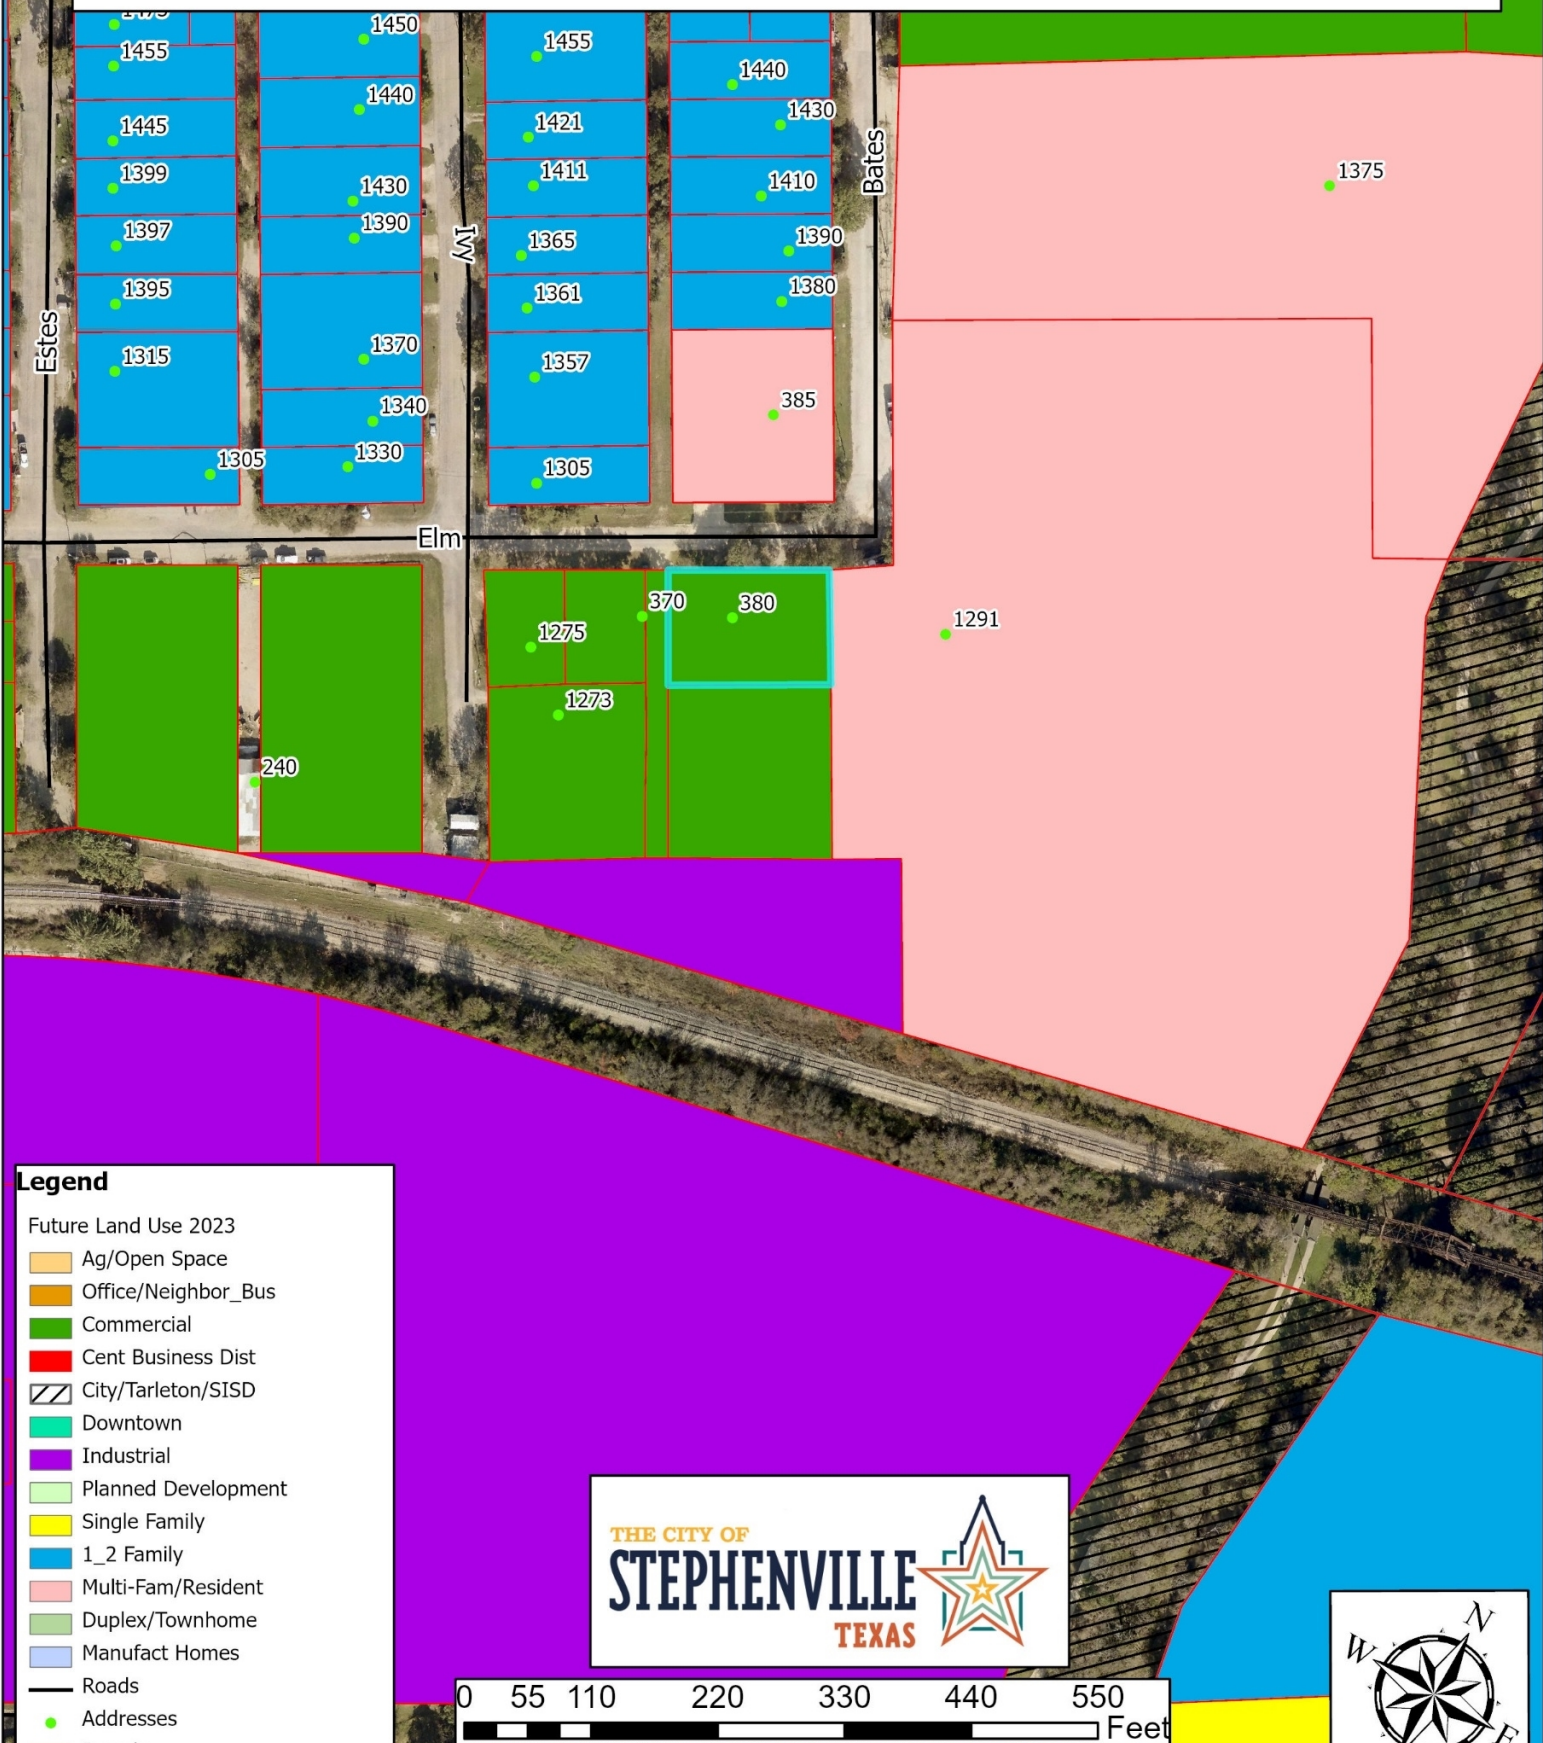 1475
1450
1455
1455
1440
1440
1430
1445
1421
Bates
1399
1411
1375
1430
1410
1390
1397
Ivy
1365
1390
1395
1361
1380
Estes
1315
1370
1357
1340
385
1305
1330
1305
Elm
370
380
1275
1291
1273
240
Legend
Future Land Use 2023
Ag/Open Space
Office/Neighbor_Bus
Commercial
Cent Business Dist
City/Tarleton/SISD
Downtown
Industrial
Planned Development
Single Family
1_2 Family
Multi-Fam/Resident
Duplex/Townhome
Manufact Homes
Roads
Addresses
THE CITY OF
STEPHENVILLE
TEXAS
0 55 110 220 330 440 550
Feet
N
W
E